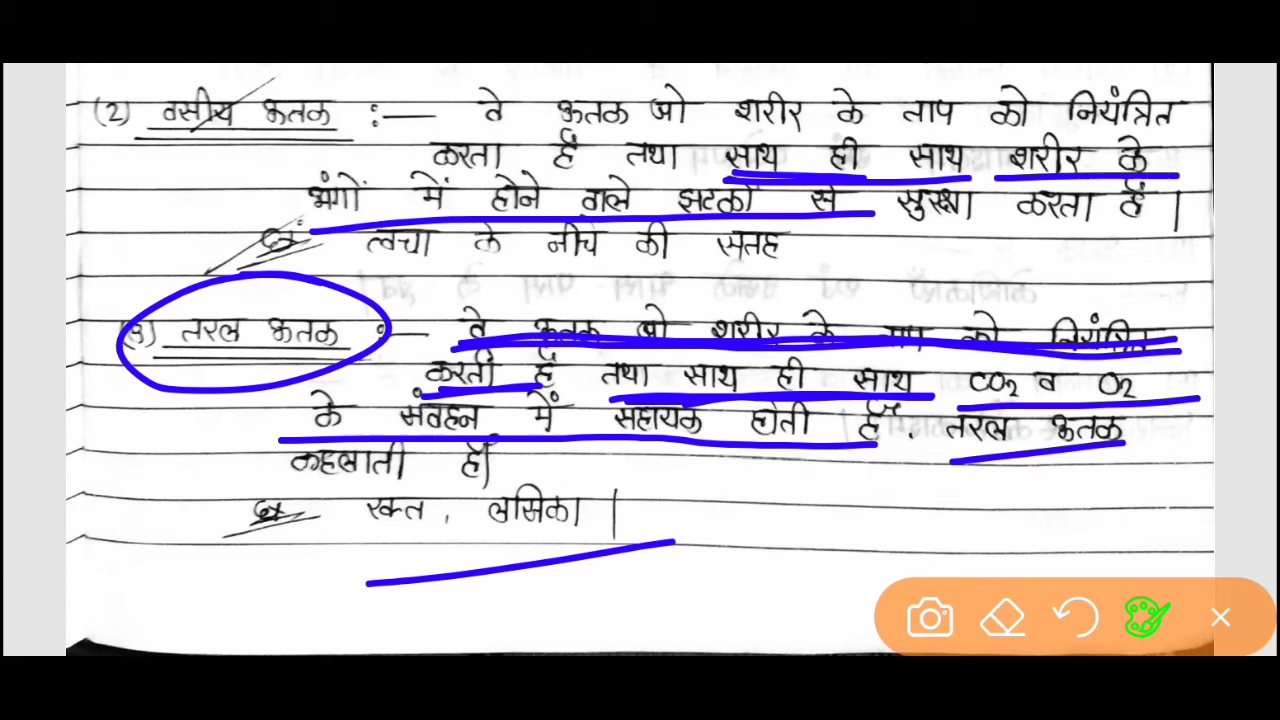 (2) वसीय ऊतक :— वे ऊतक जो शरीर के ताप को नियंत्रित
करता है तथा साथ ही साथ शरीर के
अंगों में होने वाले झटकों से सुरक्षा करता है |
Ex त्वचा के नीचे की सतह
(3) तरल ऊतक :— वे ऊतक जो शरीर के ताप को नियंत्रित
करती है तथा साथ ही साथ CO₂ व O₂
के संवहन में सहायक होती है. तरल ऊतक
कहलाती है।
Ex रक्त, लसिका |